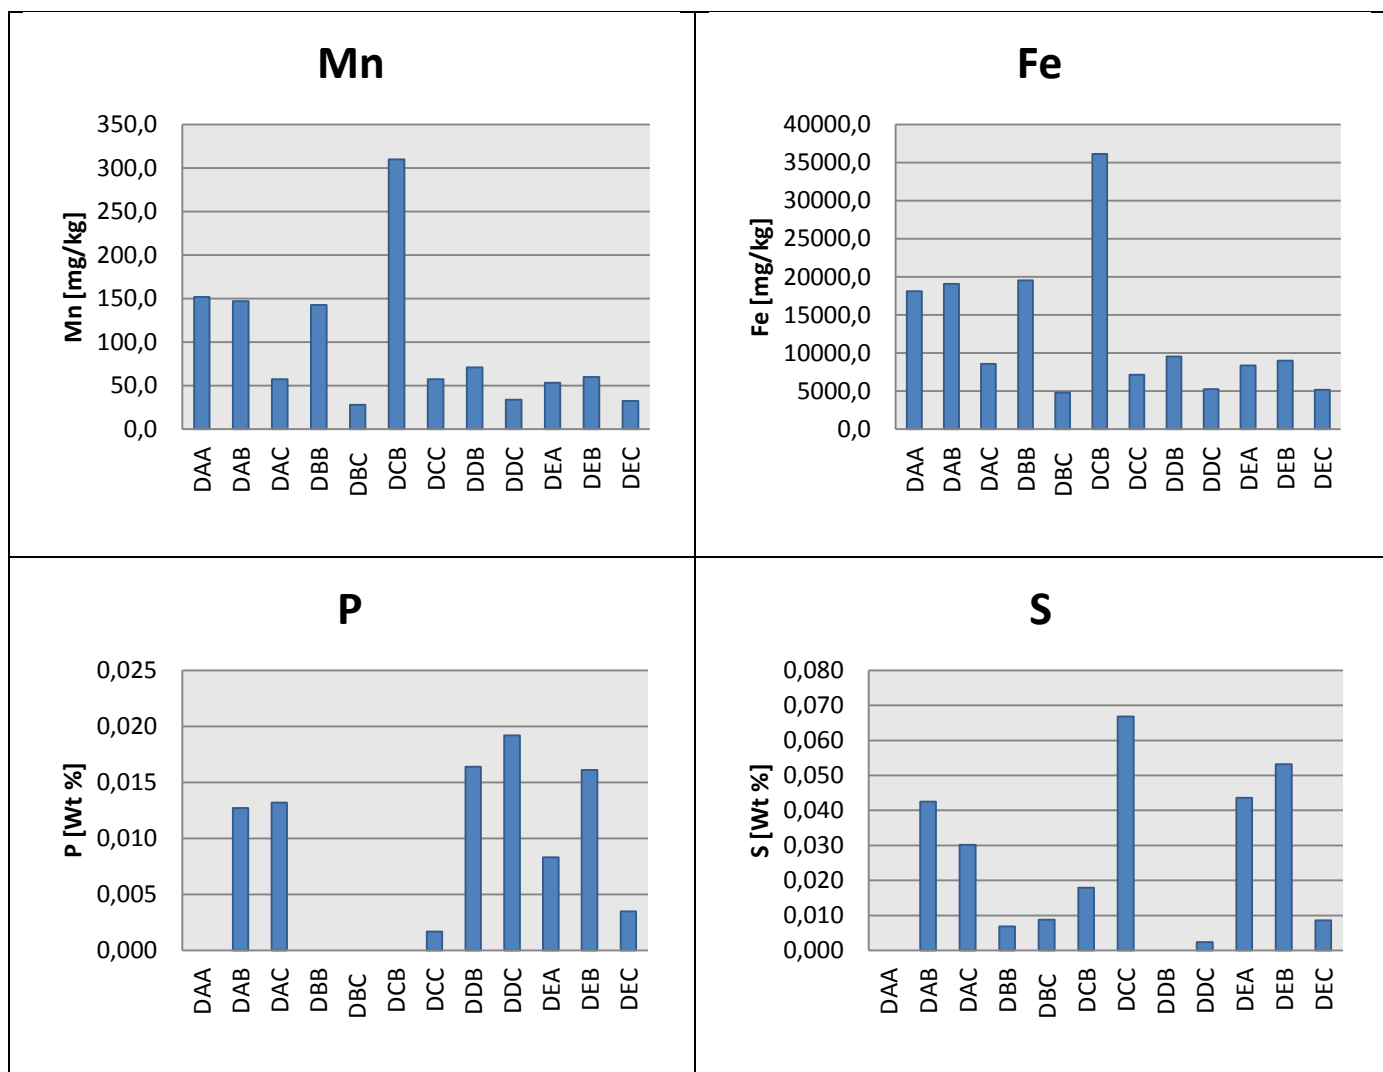 Mn
Mn [mg/kg]
350,0
300,0
250,0
200,0
150,0
100,0
50,0
0,0
DAA
DAB
DAC
DBB
DBC
DCB
DCC
DDB
DDC
DEA
DEB
DEC
Fe
Fe [mg/kg]
40000,0
35000,0
30000,0
25000,0
20000,0
15000,0
10000,0
5000,0
0,0
DAA
DAB
DAC
DBB
DBC
DCB
DCC
DDB
DDC
DEA
DEB
DEC
P
P [Wt %]
0,025
0,020
0,015
0,010
0,005
0,000
DAA
DAB
DAC
DBB
DBC
DCB
DCC
DDB
DDC
DEA
DEB
DEC
S
S [Wt %]
0,080
0,070
0,060
0,050
0,040
0,030
0,020
0,010
0,000
DAA
DAB
DAC
DBB
DBC
DCB
DCC
DDB
DDC
DEA
DEB
DEC